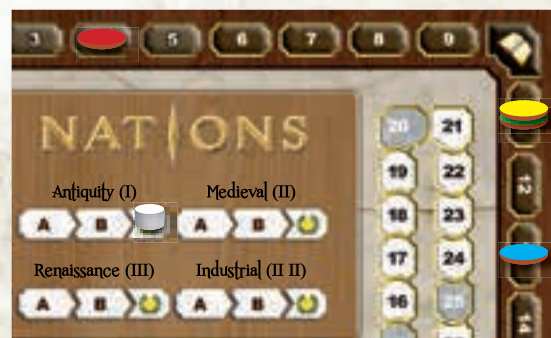 3 5 6 7 8 9
NATIONS
20 21
19 22
Antiquity (I) Medieval (II)
12
A B A B
18 23
17 24
Renaissance (III) Industrial (II II)
A B A B
16 25
14